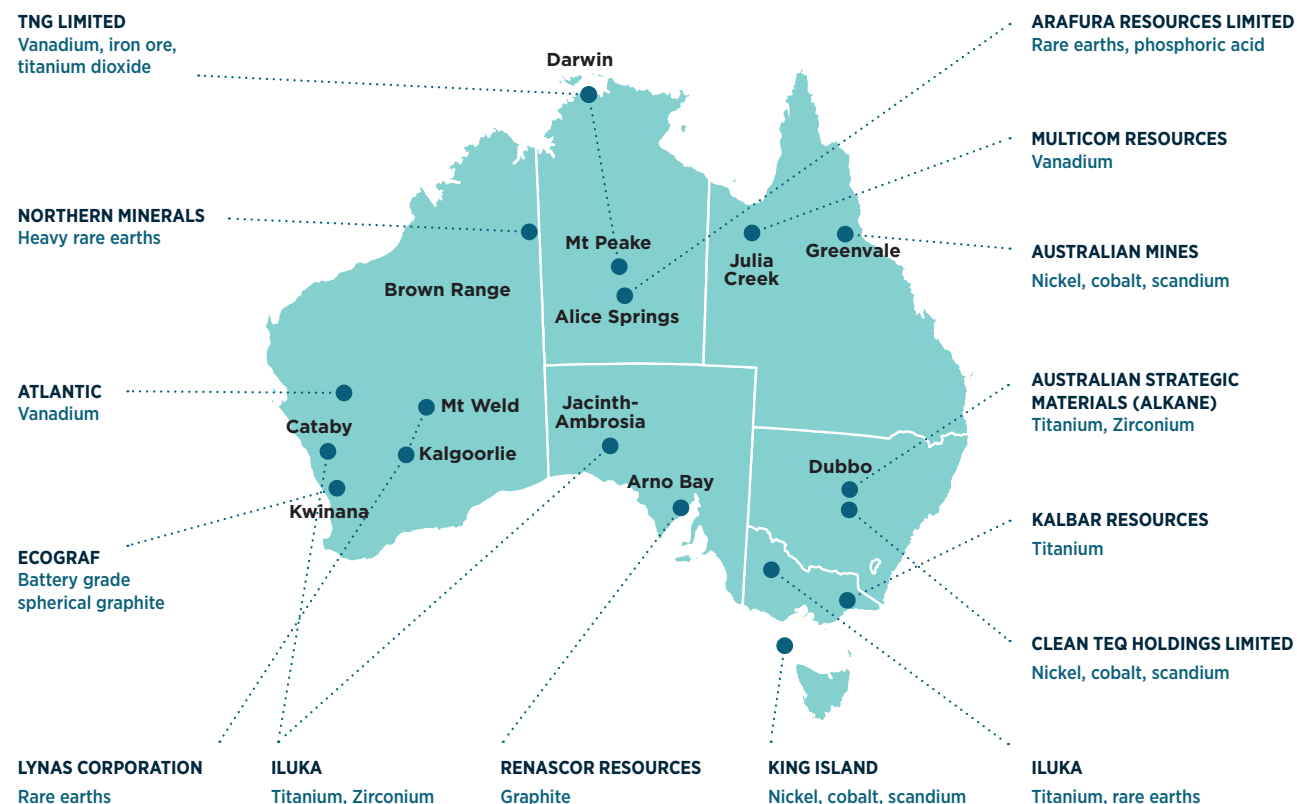 TNG LIMITED
Vanadium, iron ore,
titanium dioxide
NORTHERN MINERALS
Heavy rare earths
ATLANTIC
Vanadium
ECOGRAF
Battery grade
spherical graphite
Darwin
Mt Peake
Alice Springs
Brown Range
Julia
Creek
Greenvale
Mt Weld
Cataby
Kalgoorlie
Kwinana
Jacinth-
Ambrosia
Arno Bay
Dubbo
ARAFURA RESOURCES LIMITED
Rare earths, phosphoric acid
MULTICOM RESOURCES
Vanadium
AUSTRALIAN MINES
Nickel, cobalt, scandium
AUSTRALIAN STRATEGIC
MATERIALS (ALKANE)
Titanium, Zirconium
KALBAR RESOURCES
Titanium
CLEAN TEQ HOLDINGS LIMITED
Nickel, cobalt, scandium
LYNAS CORPORATION
Rare earths
ILUKA
Titanium, Zirconium
RENASCOR RESOURCES
Graphite
KING ISLAND
Nickel, cobalt, scandium
ILUKA
Titanium, rare earths